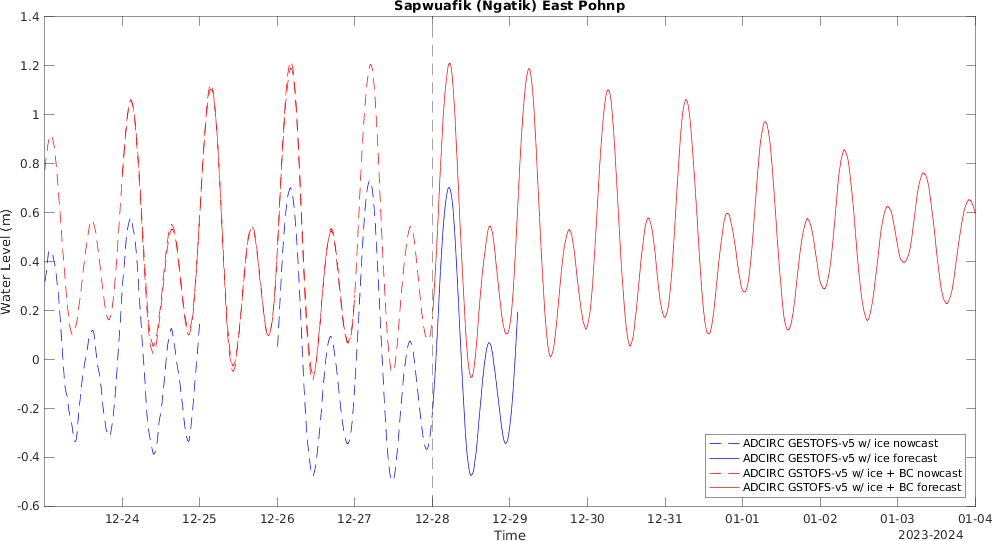 Sapwuafik (Ngatik) East Pohnp
1.4
1.2
1
0.8
0.6
0.4
0.2
0
-0.2
-0.4
-0.6
Water Level (m)
12-24 12-25 12-26 12-27 12-28 12-29 12-30 12-31 01-01 01-02 01-03 01-04
Time
2023-2024
ADCIRC GESTOFS-v5 w/ ice nowcast
ADCIRC GESTOFS-v5 w/ ice forecast
ADCIRC GSTOFS-v5 w/ ice + BC nowcast
ADCIRC GSTOFS-v5 w/ ice + BC forecast